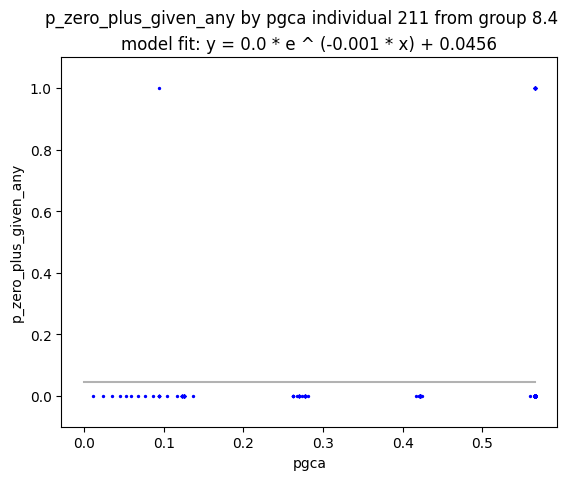 p_zero_plus_given_any by pgca individual 211 from group 8.4
model fit: y = 0.0 * e ^ (-0.001 * x) + 0.0456
1.0
0.8
0.6
0.4
0.2
0.0
p_zero_plus_given_any
0.0 0.1 0.2 0.3 0.4 0.5
pgca